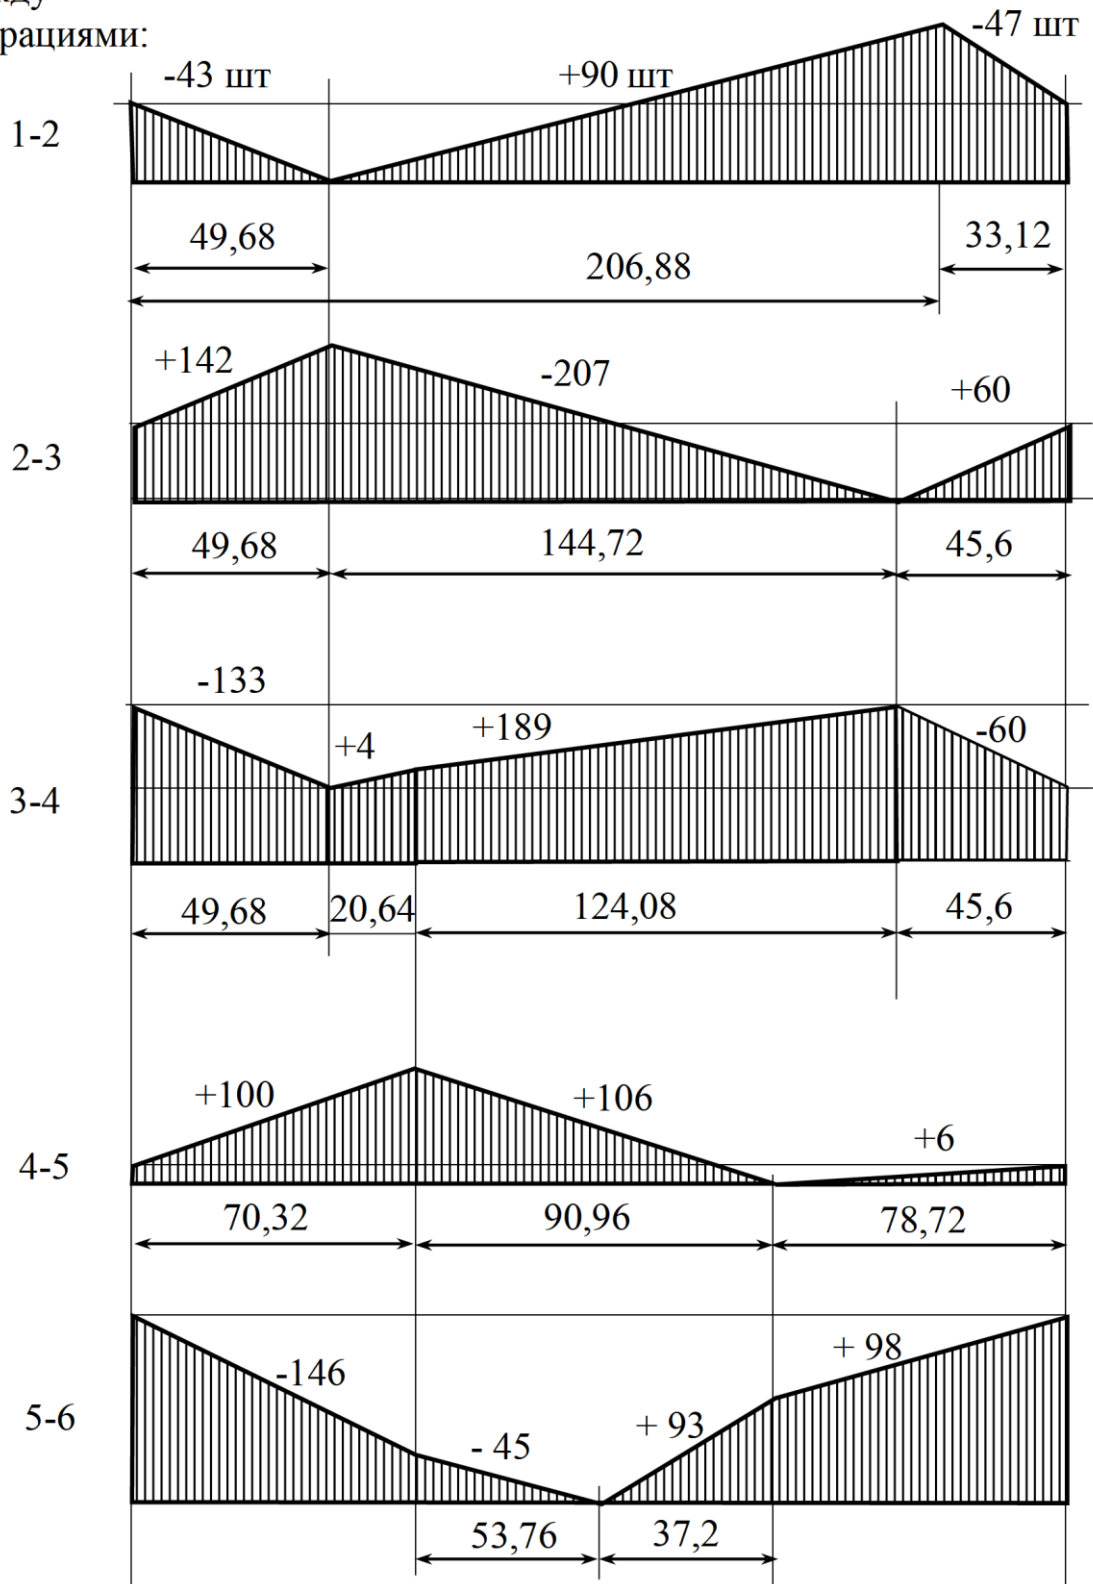 рациями:
-47 шт
-43 шт +90 шт
1-2
49,68 206,88 33,12
+142 -207 +60
2-3
49,68 144,72 45,6
-133 +4 +189 -60
3-4
49,68 20,64 124,08 45,6
+100 +106 +6
4-5
70,32 90,96 78,72
-146 - 45 + 93 + 98
5-6
53,76 37,2